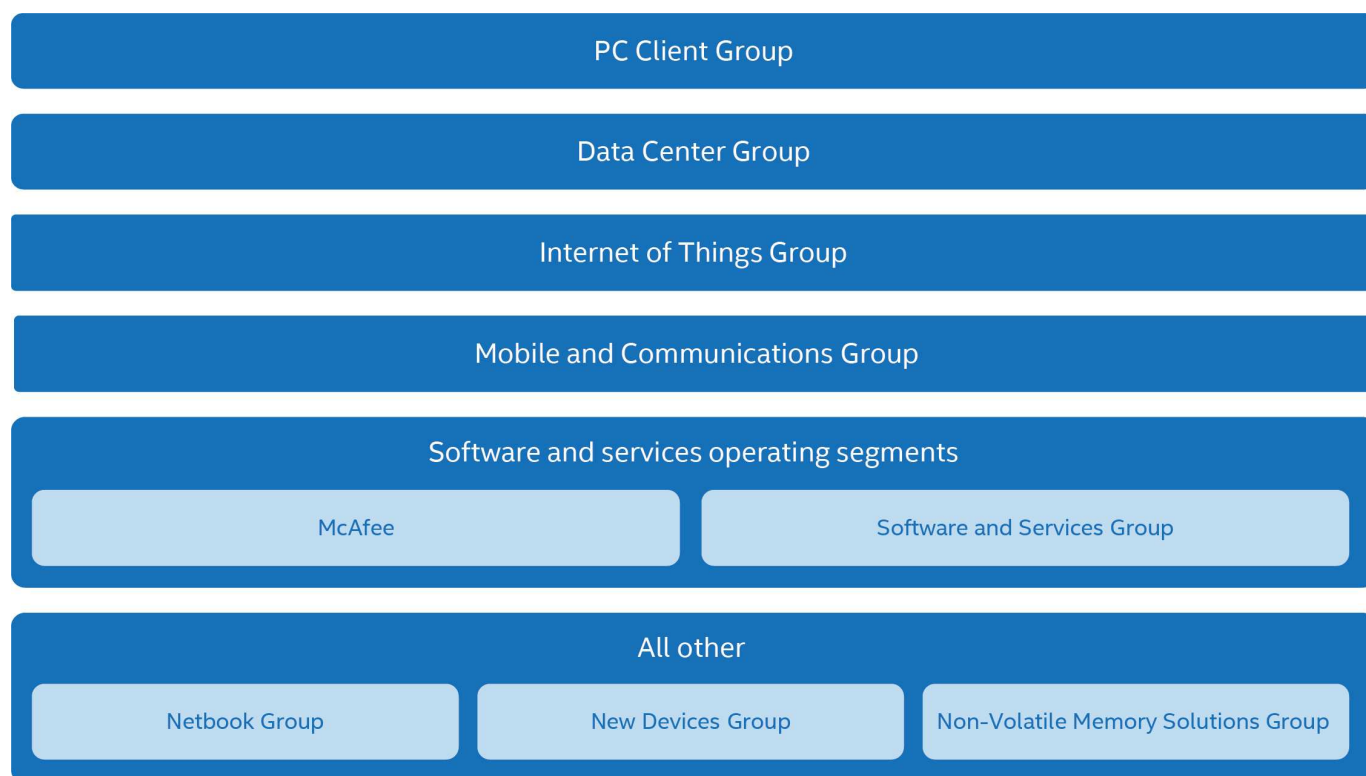 PC Client Group
Data Center Group
Internet of Things Group
Mobile and Communications Group
Software and services operating segments
McAfee
Software and Services Group
All other
Netbook Group
New Devices Group
Non-Volatile Memory Solutions Group